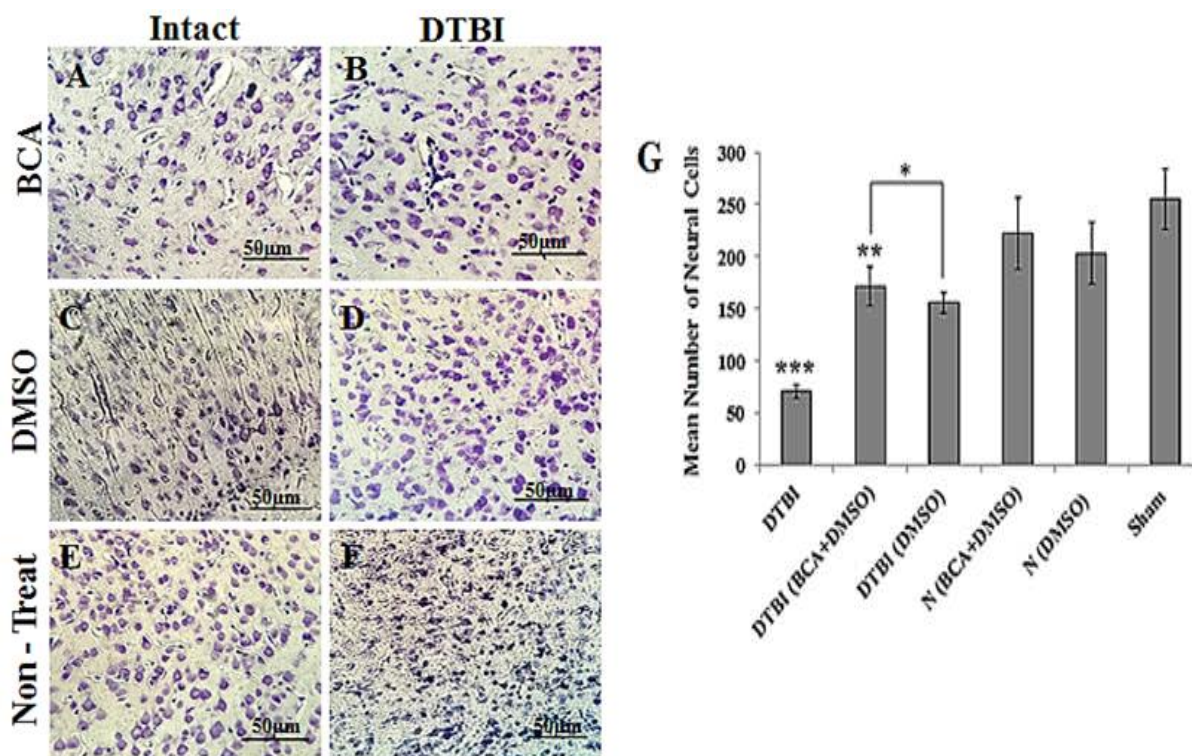 Intact
DTBI
BCA
A
50μm
B
50μm
DMSO
C
50μm
D
50μm
Non - Treat
E
50μm
F
50μm
G
Mean Number of Neural Cells
300
250
200
150
100
50
0
***
**
*
DTBI
DTBI (BCA+DMSO)
DTBI (DMSO)
N (BCA+DMSO)
N (DMSO)
Sham